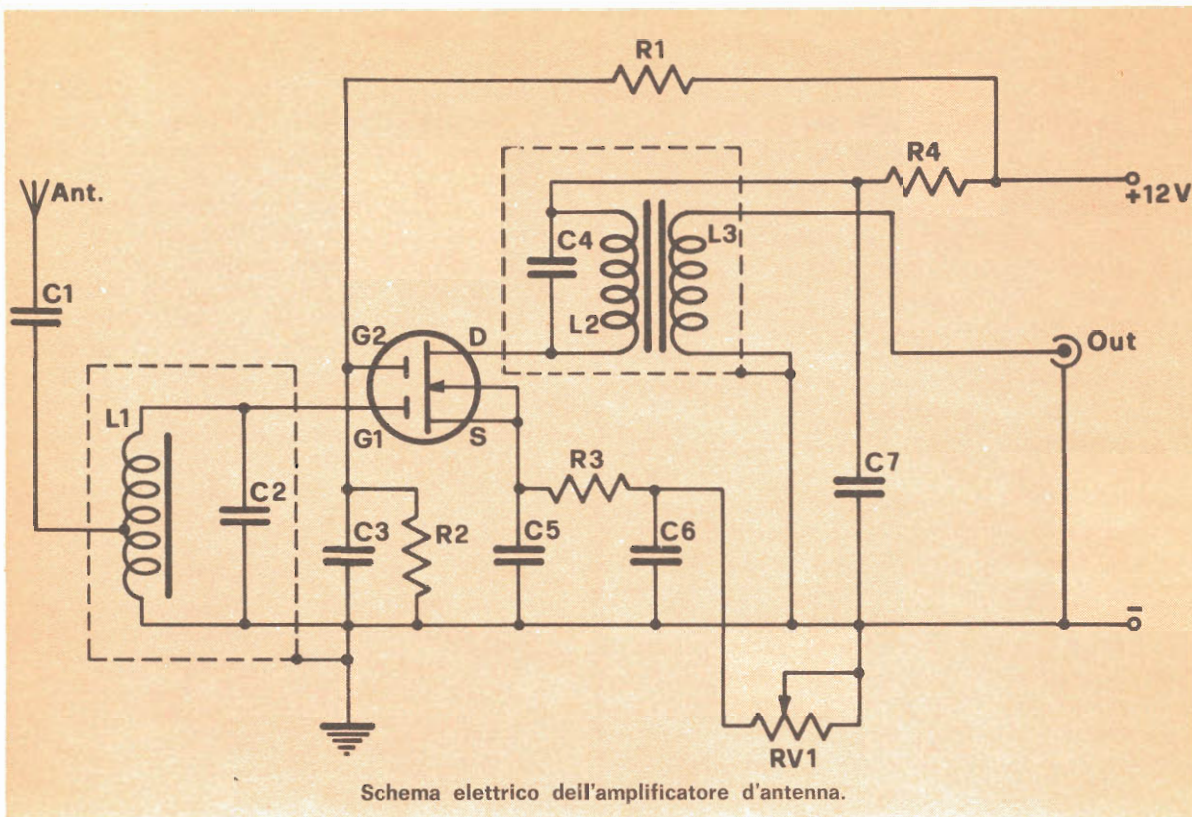 R1
R4
+12V
Ant.
C4
L3
C1
L2
G2
D
Out
L1
G1
S
R3
C7
C2
C3
R2
C5
C6
-
RV1
Schema elettrico dell'amplificatore d'antenna.